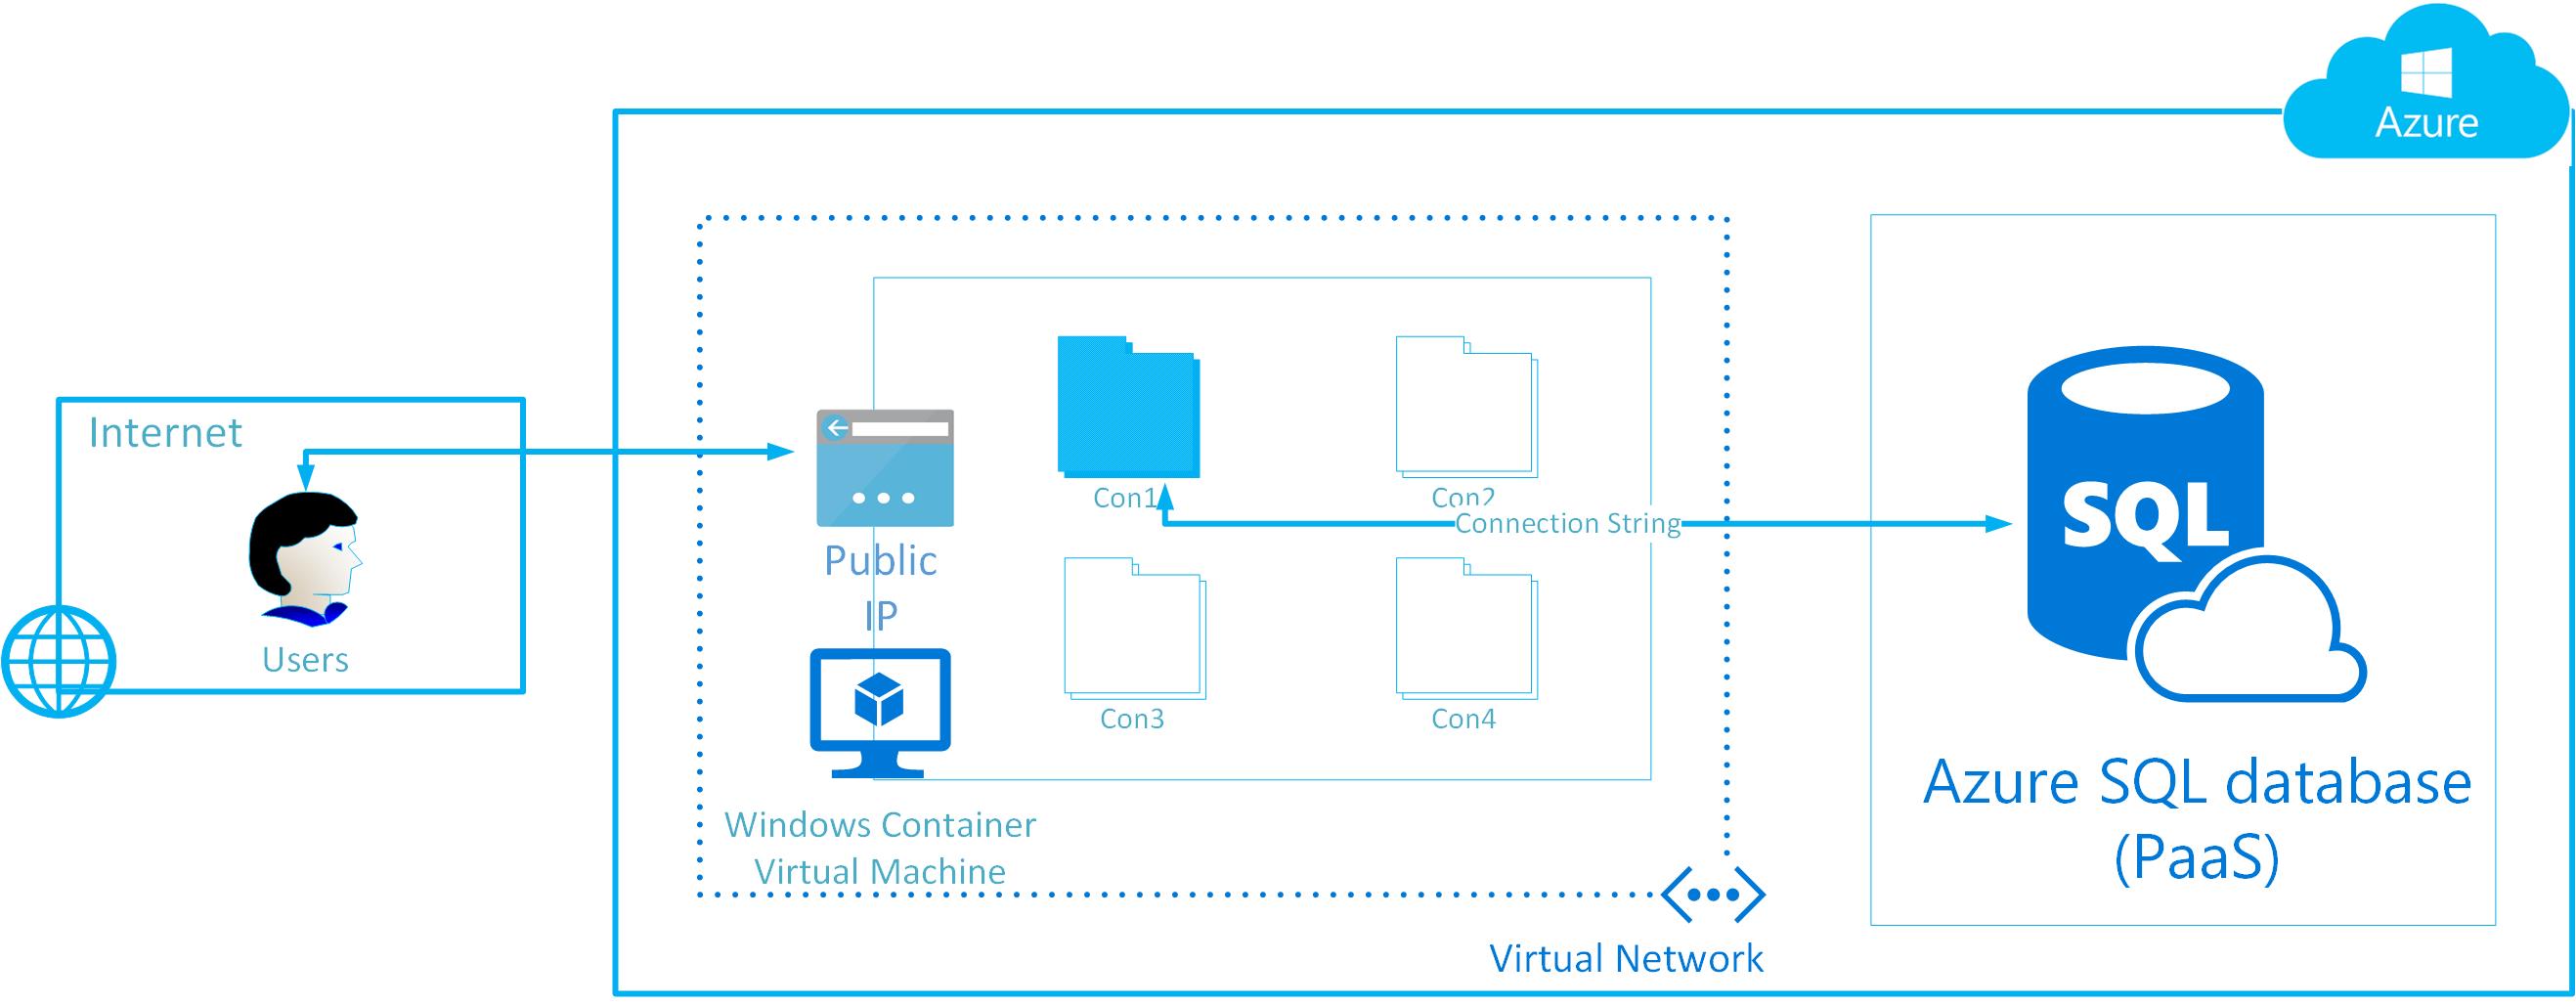 Azure
Internet
Users
Public
IP
Con1
Con2
Connection String
Con3
Con4
Windows Container
Virtual Machine
Virtual Network
SQL
Azure SQL database
(PaaS)